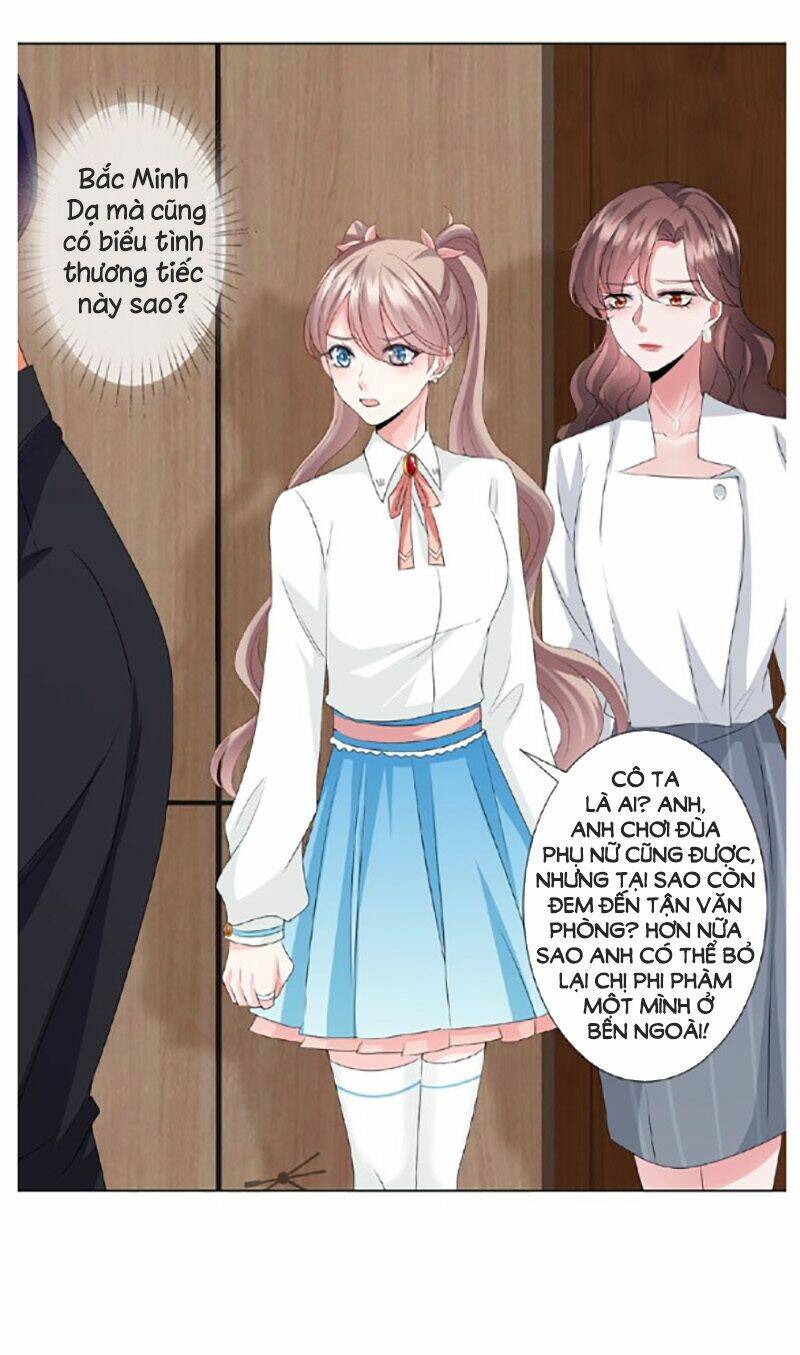 Bắc Minh
Dạ mà cũng
có biểu tình
thương tiếc
này sao?
CÔ TA
LÀ AI? ANH,
ANH CHƠI ĐÙA
PHỤ NỮ CŨNG ĐƯỢC,
NHƯNG TẠI SAO CÒN
ĐEM ĐẾN TẬN VĂN
PHÒNG? HƠN NỮA
SAO ANH CÓ THỂ BỎ
LẠI CHỊ PHI PHÀM
MỘT MÌNH Ở
BÊN NGOÀI!